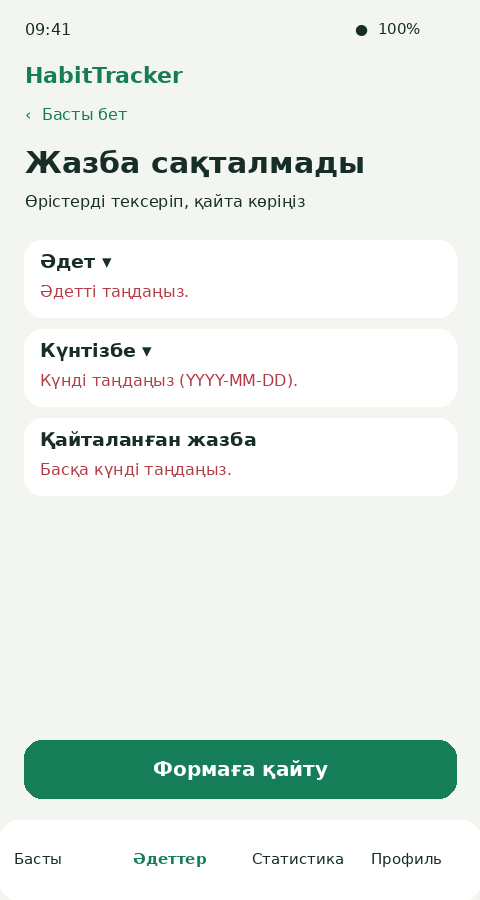 09:41 ● 100%
HabitTracker
‹ Басты бет
Жазба сақталмады
Өрістерді тексеріп, қайта көріңіз
Әдет ▾
Әдетті таңдаңыз.
Күнтізбе ▾
Күнді таңдаңыз (YYYY-MM-DD).
Қайталанған жазба
Басқа күнді таңдаңыз.
Формаға қайту
Басты Әдеттер Статистика Профиль